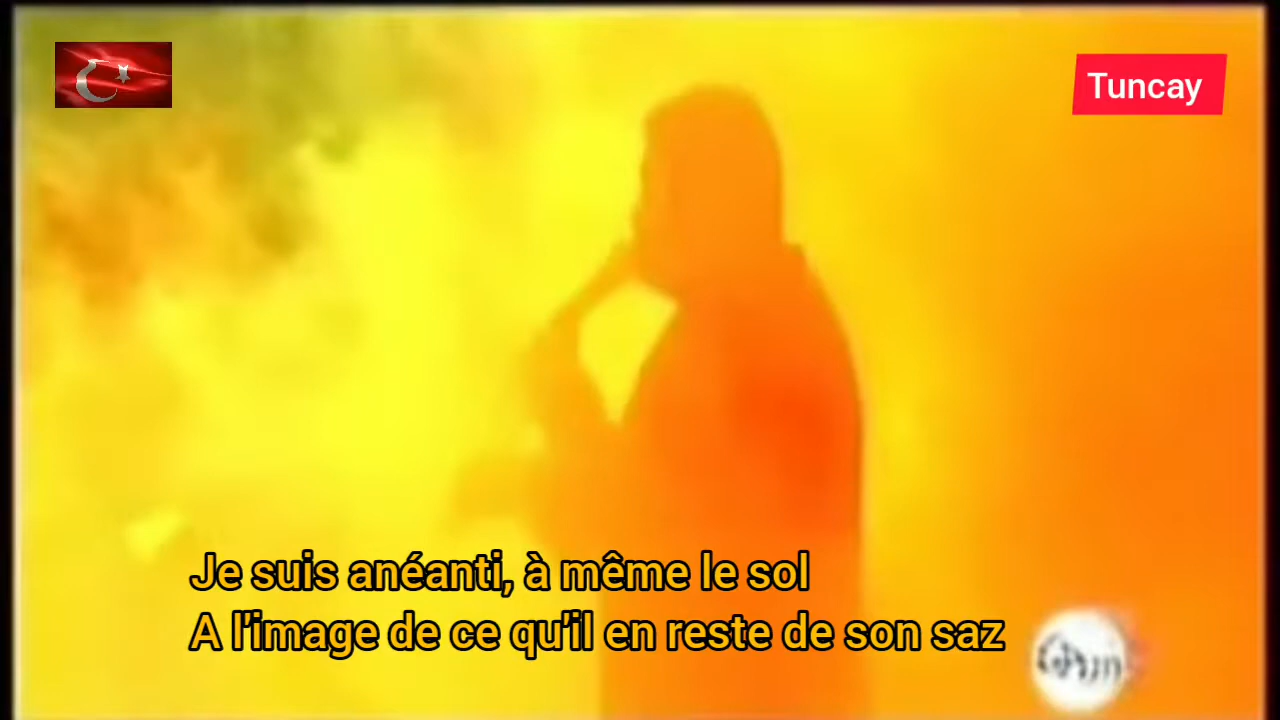 Tuncay
Je suis anéanti, à même le sol
A l'image de ce qu'il en reste de son saz